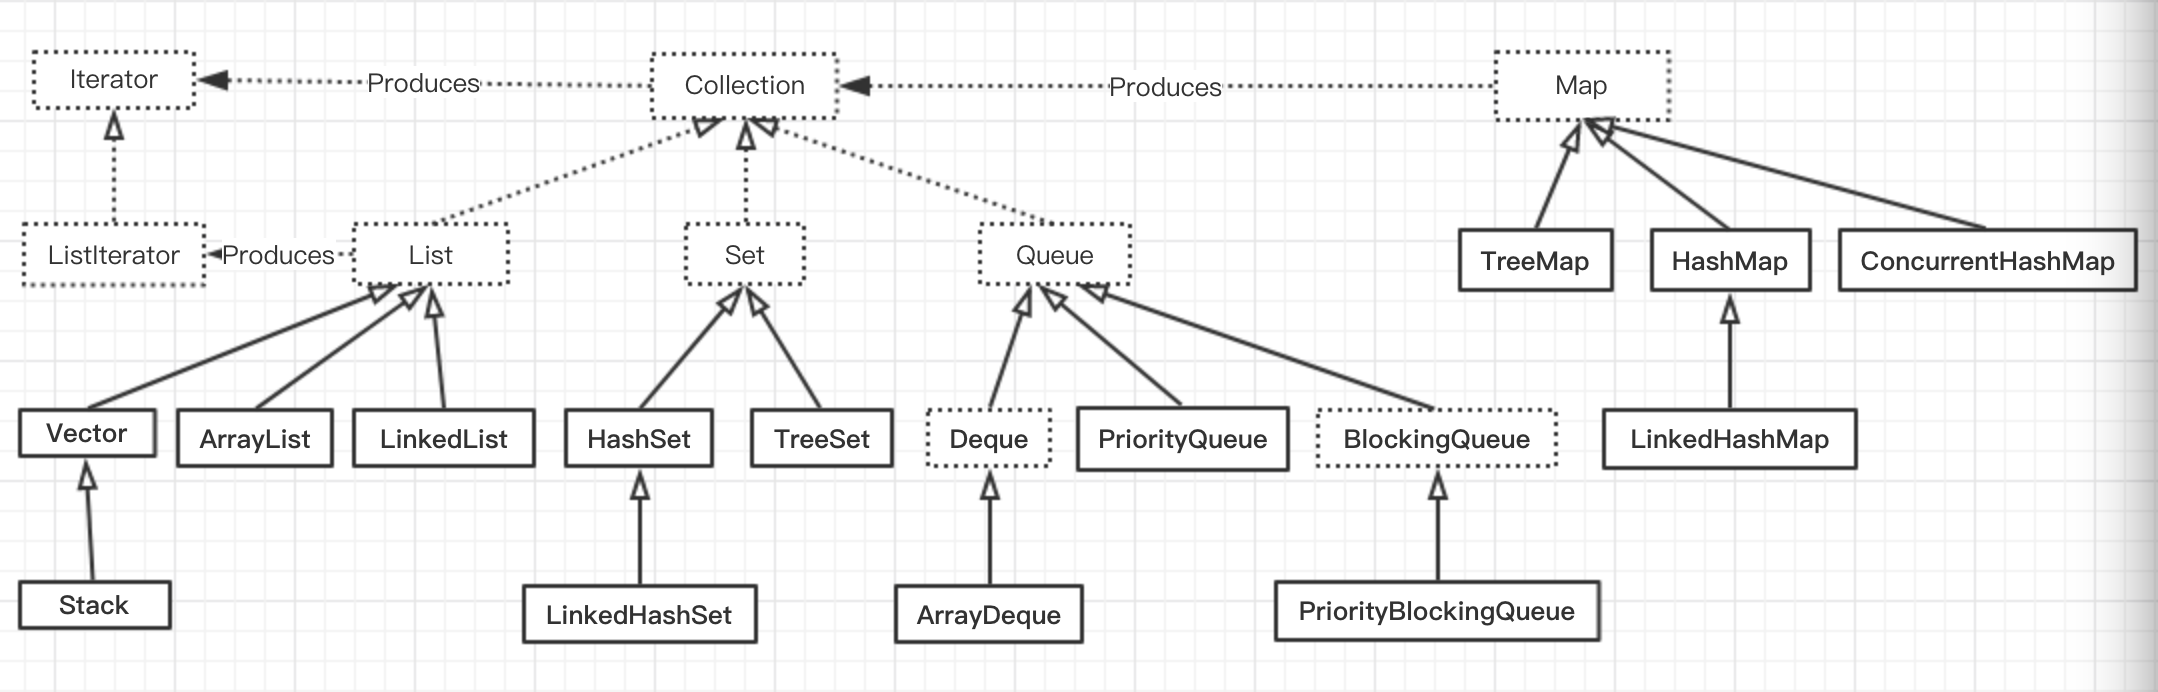 Iterator
Produces
Collection
Produces
Map
ListIterator
Produces
List
Set
Queue
TreeMap
HashMap
ConcurrentHashMap
Vector
ArrayList
LinkedList
HashSet
TreeSet
Deque
PriorityQueue
BlockingQueue
LinkedHashMap
Stack
LinkedHashSet
ArrayDeque
PriorityBlockingQueue